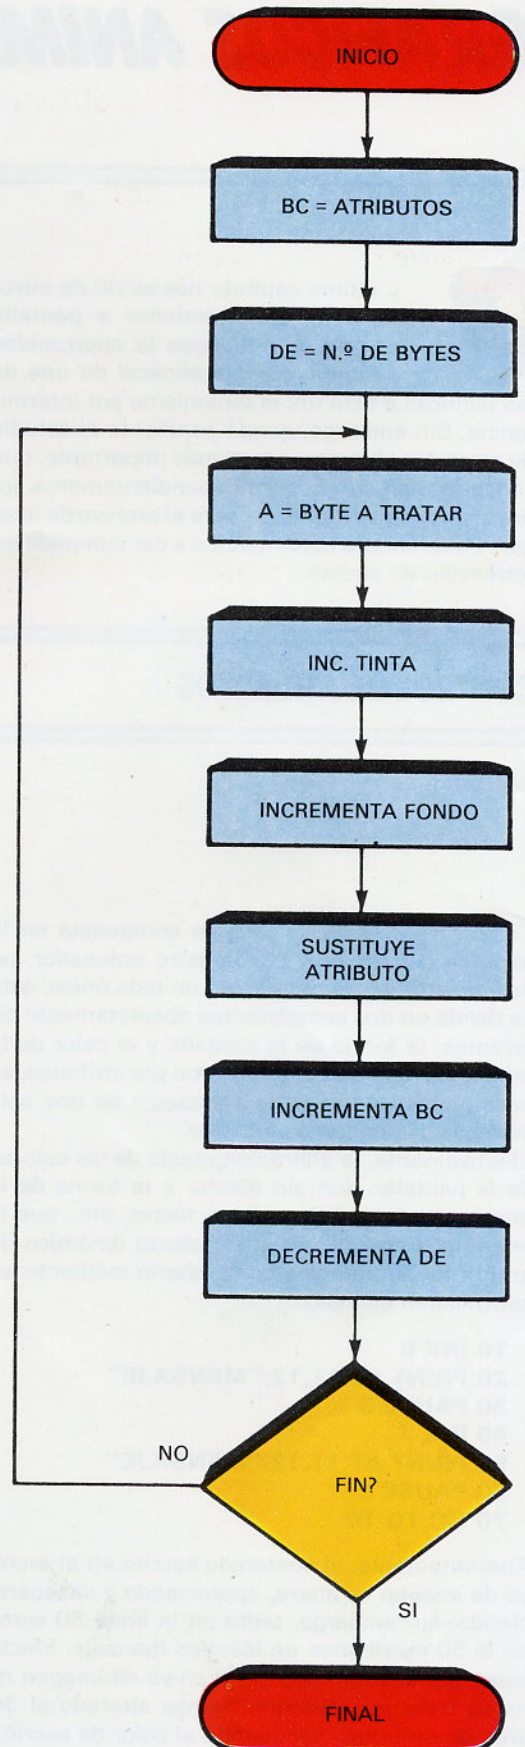 INICIO
BC = ATRIBUTOS
DE = N.º DE BYTES
A = BYTE A TRATAR
INC. TINTA
INCREMENTA FONDO
SUSTITUYE
ATRIBUTO
INCREMENTA BC
DECREMENTA DE
NO
FIN?
SI
FINAL